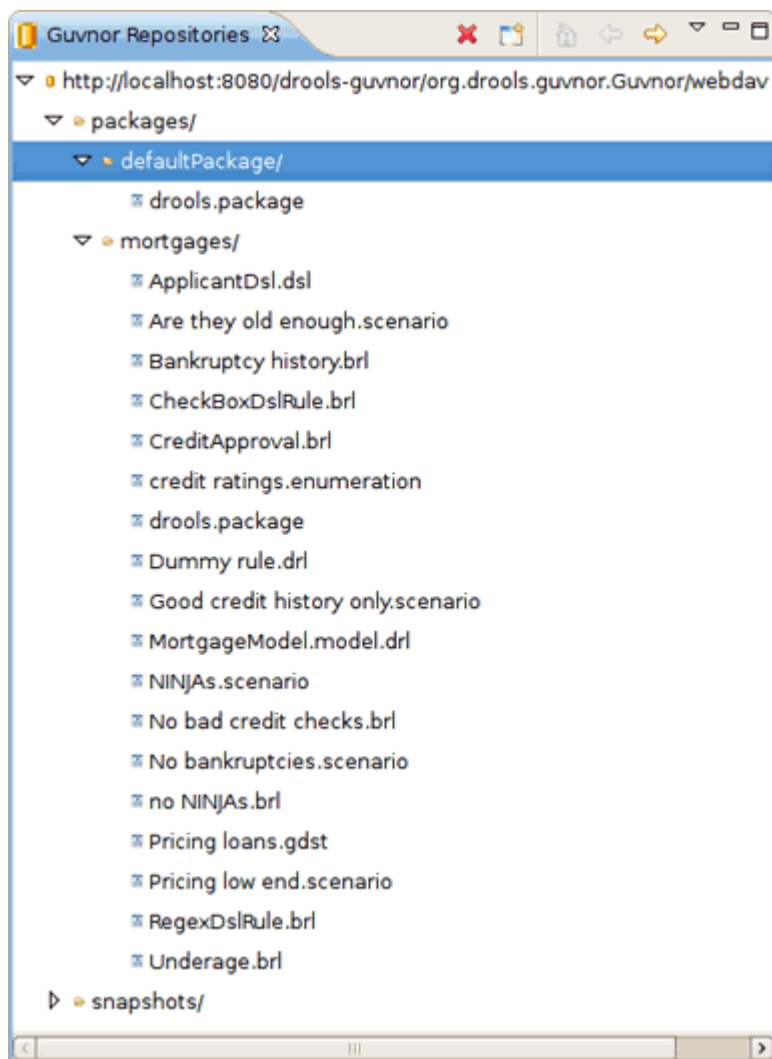 Guvnor Repositories
http://localhost:8080/drools-guvnor/org.drools.guvnor.Guvnor/webdav
packages/
defaultPackage/
drools.package
mortgages/
ApplicantDsl.dsl
Are they old enough.scenario
Bankruptcy history.brl
CheckBoxDslRule.brl
CreditApproval.brl
credit ratings.enumeration
drools.package
Dummy rule.drl
Good credit history only.scenario
MortgageModel.model.drl
NINJAs.scenario
No bad credit checks.brl
No bankruptcies.scenario
no NINJAs.brl
Pricing loans.gdst
Pricing low end.scenario
RegexDslRule.brl
Underage.brl
snapshots/